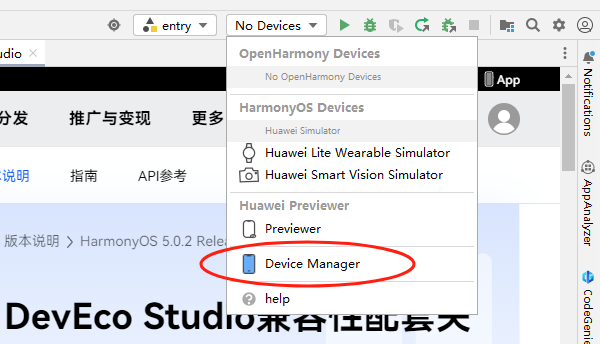 entry
No Devices
udio
OpenHarmony Devices
No OpenHarmony Devices
HarmonyOS Devices
Huawei Simulator
Huawei Lite Wearable Simulator
Huawei Smart Vision Simulator
Huawei Previewer
Previewer
Device Manager
help
App
分发
推广与变现
更多
本说明
指南
API参考
版本说明
HarmonyOS 5.0.2 Relea
DevEco Studio兼容性配套关
Notifications
AppAnalyzer
CodeGenie